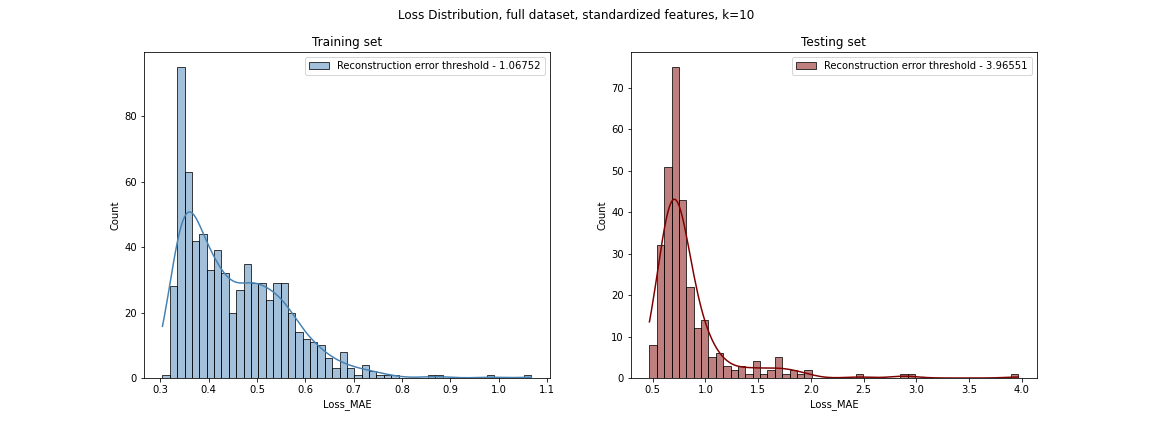 Loss Distribution, full dataset, standardized features, k=10
Training set
Reconstruction error threshold - 1.06752
Count
0
20
40
60
80
0.3 0.4 0.5 0.6 0.7 0.8 0.9 1.0 1.1
Loss_MAE
Testing set
Reconstruction error threshold - 3.96551
Count
0
10
20
30
40
50
60
70
0.5 1.0 1.5 2.0 2.5 3.0 3.5 4.0
Loss_MAE